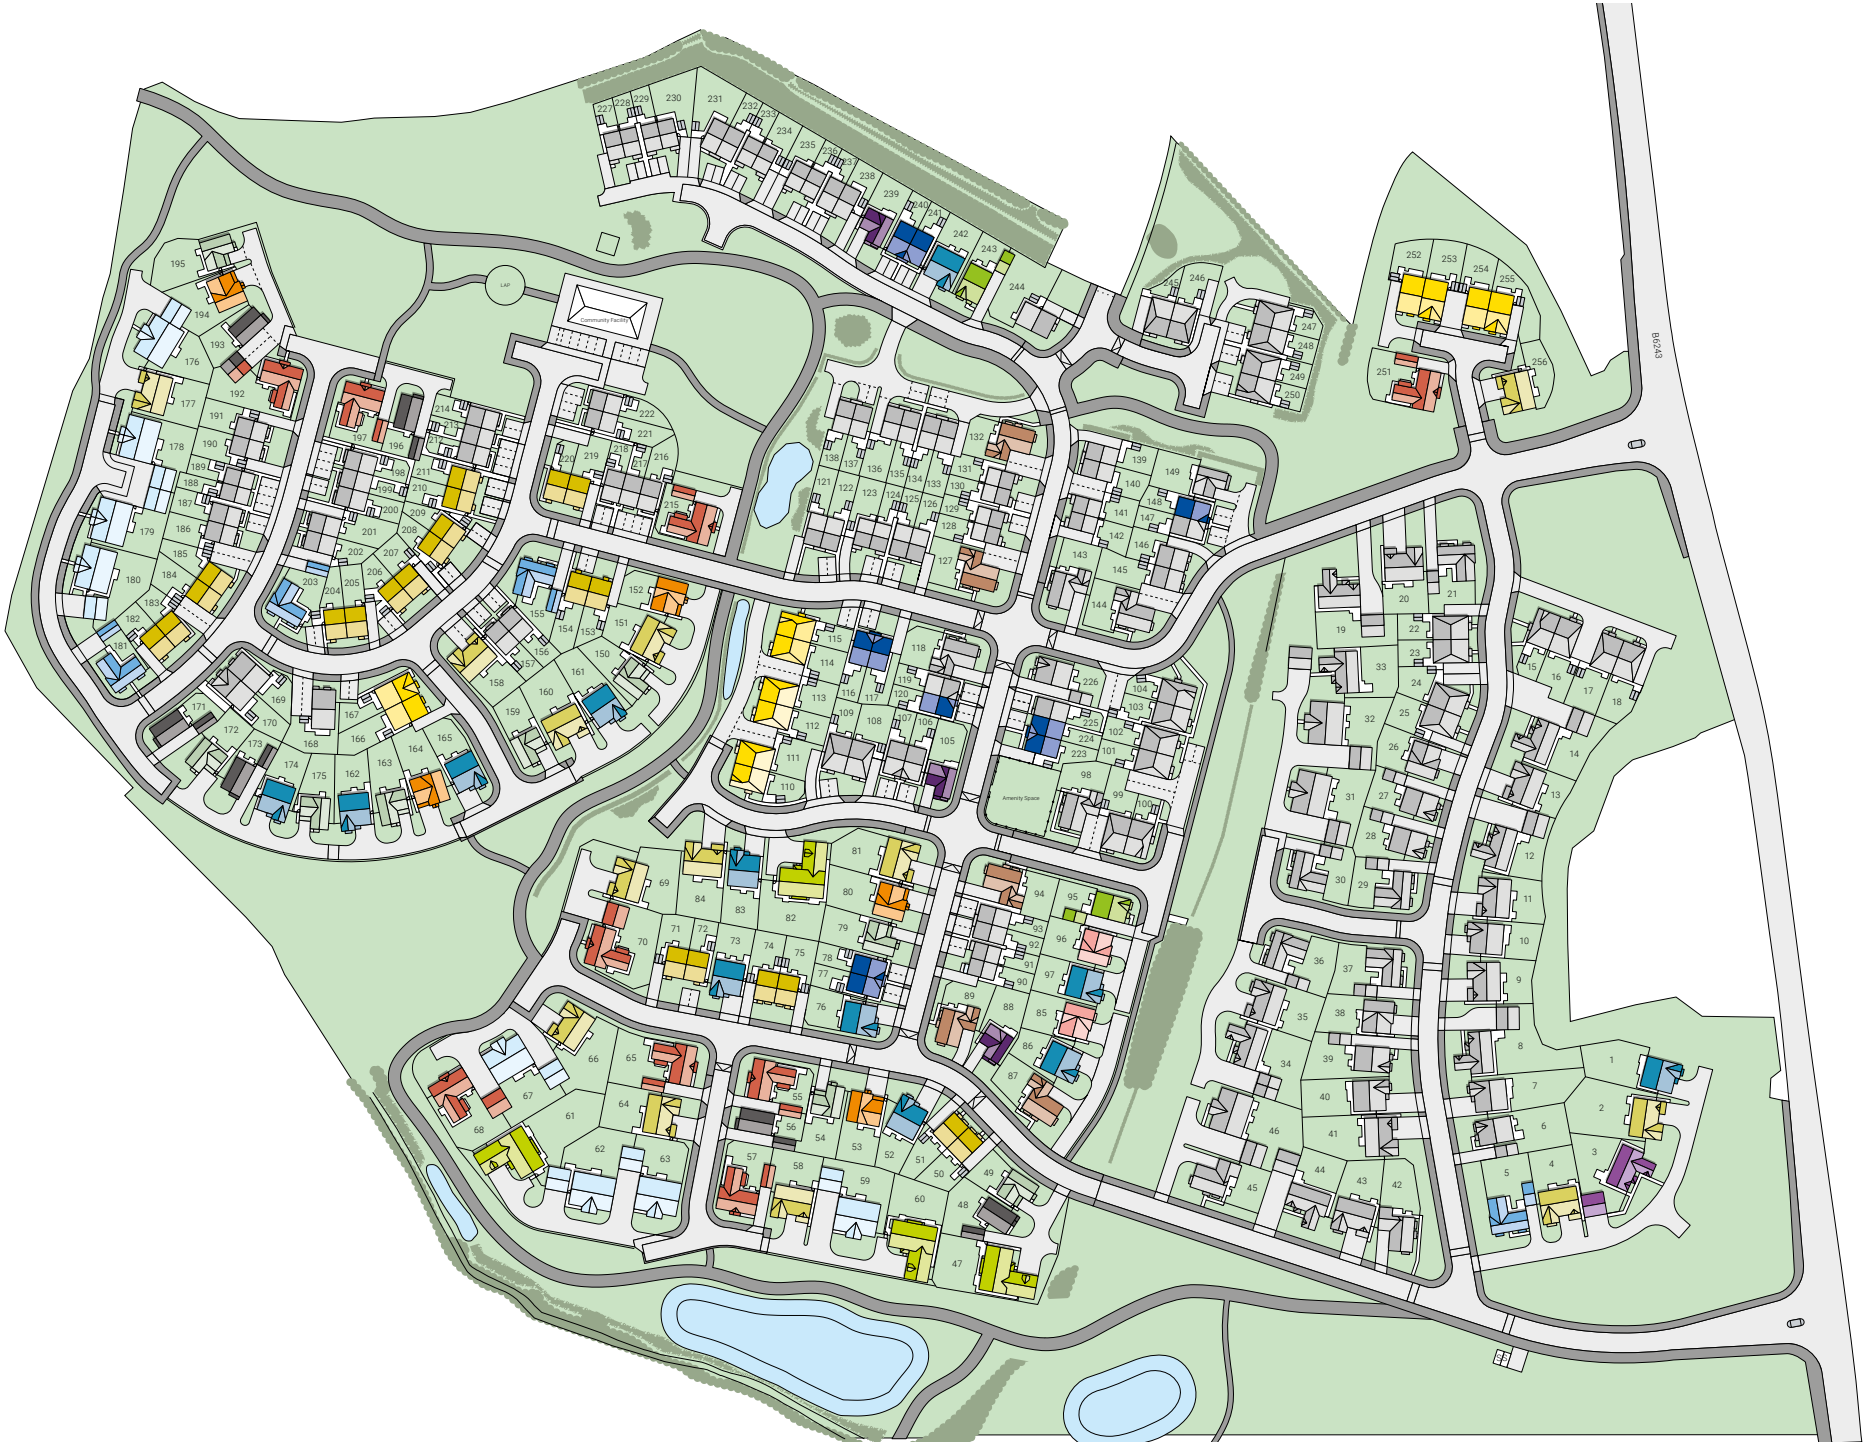 227 228 229 230 231 232 233 234 235 236 237 238 239 240 241 242 243 244
245 246 247 248 249 250
252 253 254 255
251 256
B6243
195 194 193 176 192 177 191 178 190 189 188 187 186 179 185 184 180 183 182 181
LAP
Community Facility
214 213 212 197 196 198 211 199 210 200 209 201 208 202 207 206 203 205 204
222 221 220 219 218 217 216 215
132 138 137 136 135 134 133 131 130 121 122 123 124 125 126 129 128 127
139 149 140 148 141 147 142 146 143 145 144
152 151 155 154 153 150 156 157 161 158 160 159
171 169 172 170 167 173 168 166 164 165 174 175 162 163
115 118 114 119 113 116 117 120 112 109 108 107 106 105 111 110
226 104 103 225 224 102 223 101 98 99 100
Amenity Space
19 20 21 22 23 33 24 32 25 26 31 27 28 30 29
15 16 17 18 14 13 12 11 10 9 8 7 6
81 69 84 83 82 80 79 70 71 72 73 74 75 78 77 76
94 95 93 96 92 91 97 90 89 88 85 86 87
36 37 35 38 34 39 40 46 41 44 45 43 42
66 65 67 61 64 68 62 63
55 56 54 53 52 51 50 57 58 59 60 49 48 47
1 2 3 4 5